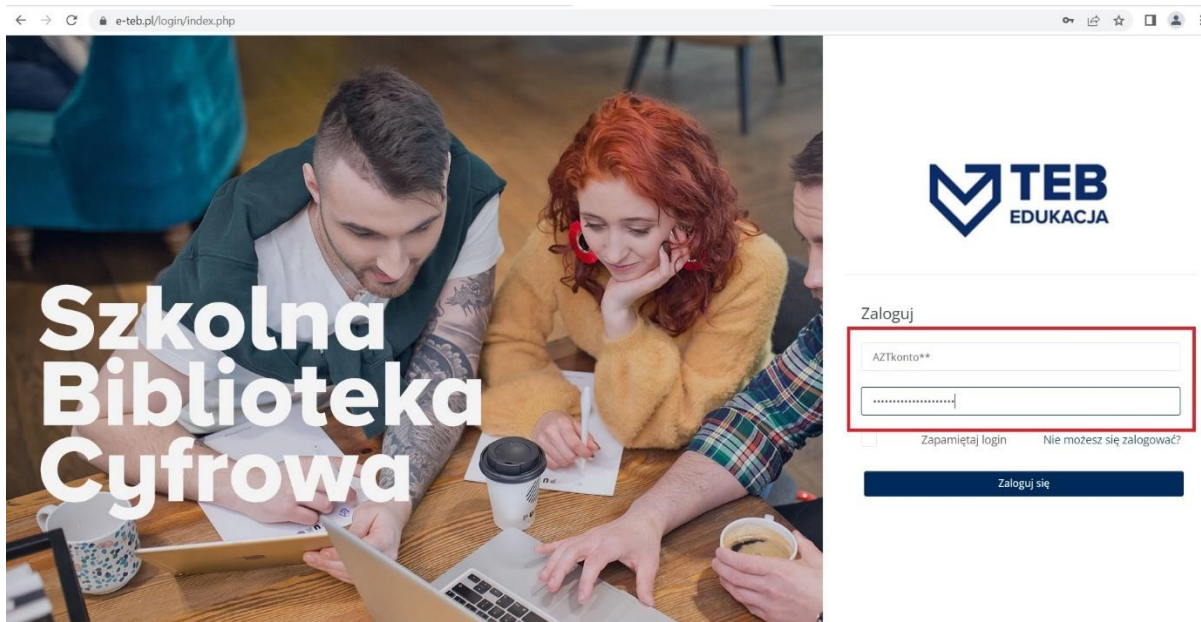 e-teb.pl/login/index.php
Szkolna
Biblioteka
Cyfrowa
TEB
EDUKACJA
Zaloguj
AZTkonto**
•••••••••••••••••••••
Zapamiętaj login Nie możesz się zalogować?
Zaloguj się